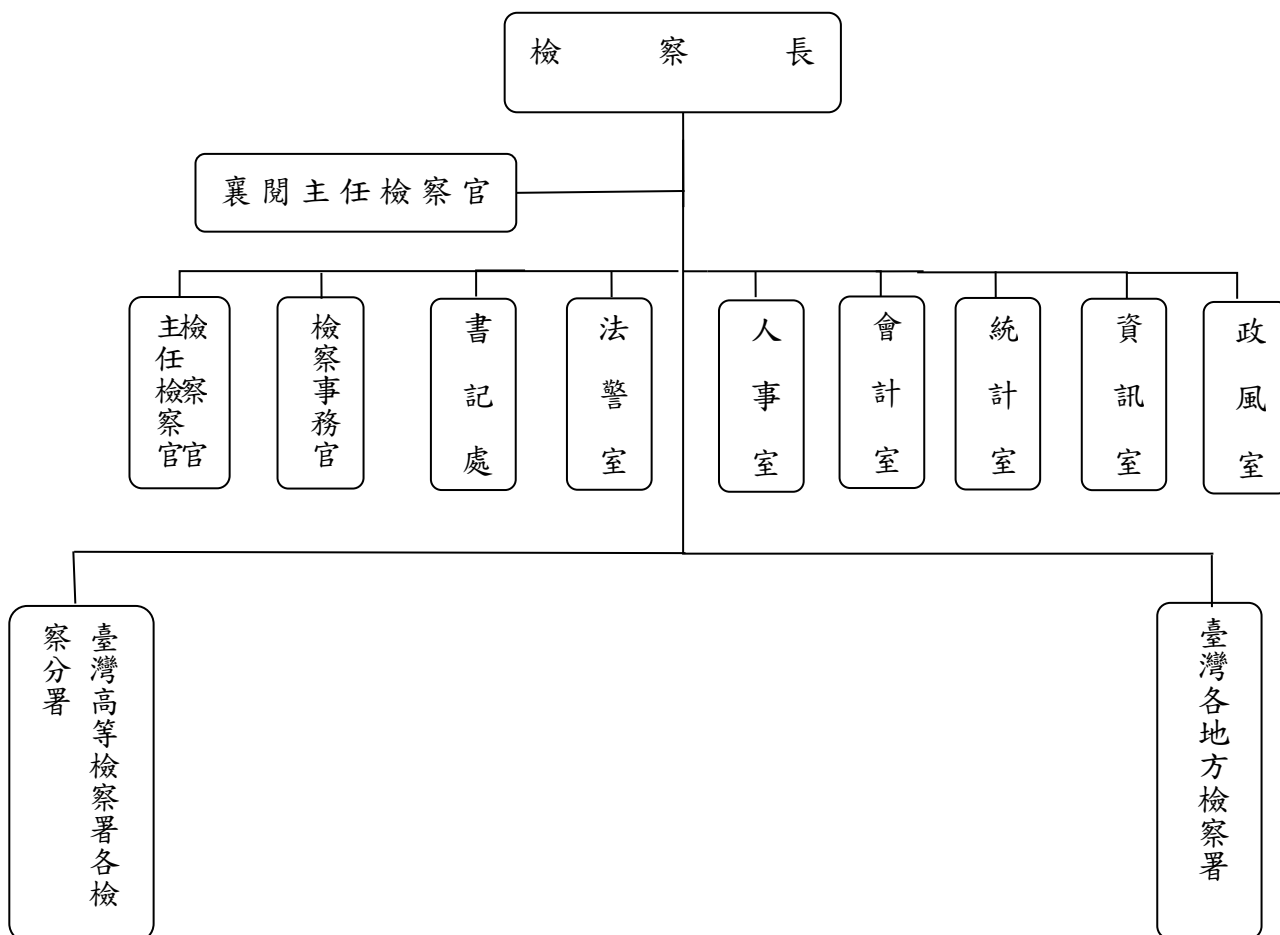 檢察長
襄閱主任檢察官
檢察官
主任檢察官
檢察事務官
書記處
法警室
人事室
會計室
統計室
資訊室
政風室
臺灣高等檢察署各檢
察分署
臺灣各地方檢察署